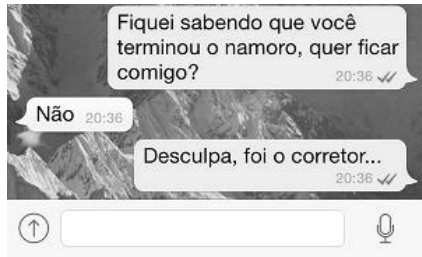 Fiquei sabendo que você
terminou o namoro, quer ficar
comigo?
20:36
Não 20:36
Desculpa, foi o corretor...
20:36